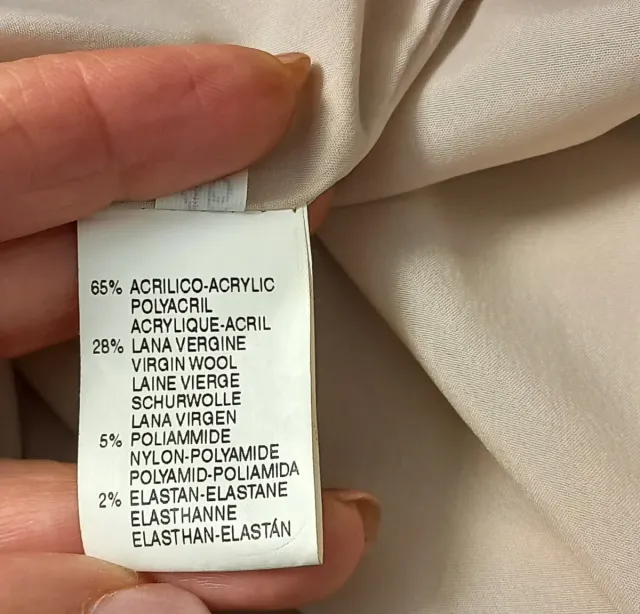 65% ACRILICO-ACRYLIC
POLYACRIL
ACRYLIQUE-ACRIL
28% LANA VERGINE
VIRGIN WOOL
LAINE VIERGE
SCHURWOLLE
LANA VIRGEN
5% POLIAMMIDE
NYLON-POLYAMIDE
POLYAMID-POLIAMIDA
2% ELASTAN-ELASTANE
ELASTHANNE
ELASTHAN-ELASTÁN